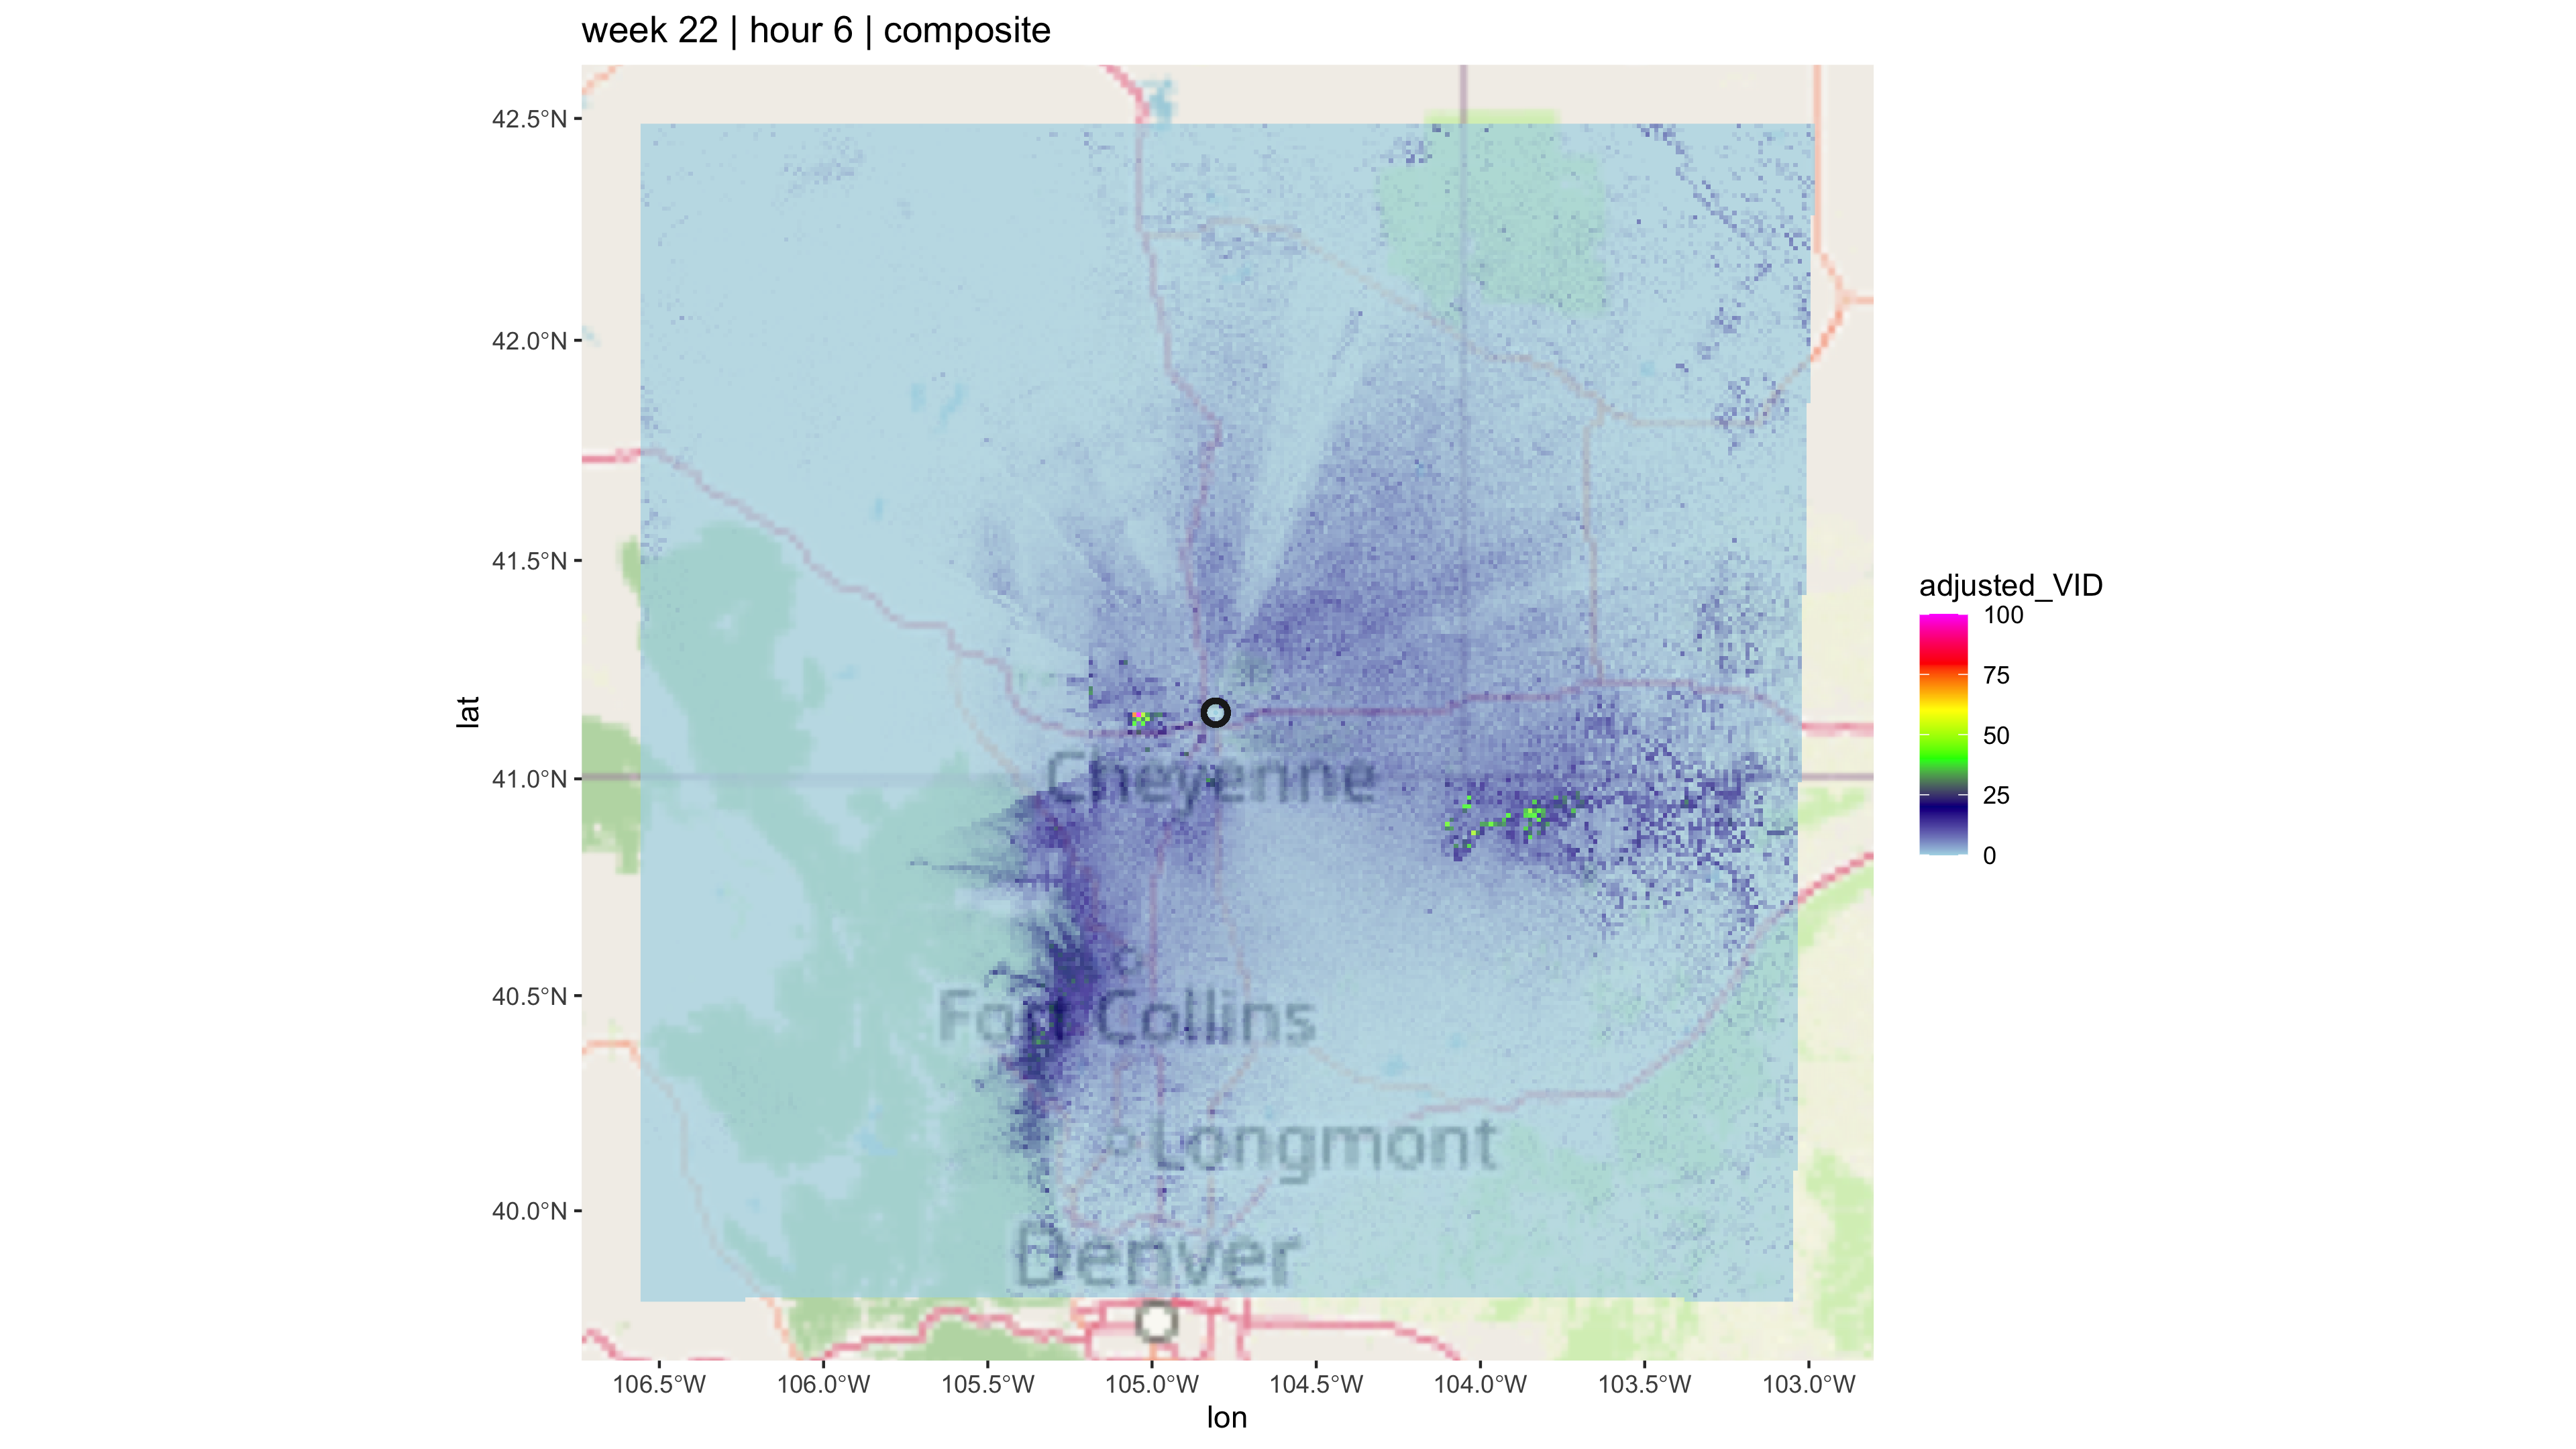 week 22 | hour 6 | composite
42.5°N
42.0°N
41.5°N
41.0°N
40.5°N
40.0°N
lat
Cheyenne
Fort Collins
Longmont
Denver
106.5°W 106.0°W 105.5°W 105.0°W 104.5°W 104.0°W 103.5°W 103.0°W
lon
adjusted_VID
100
75
50
25
0